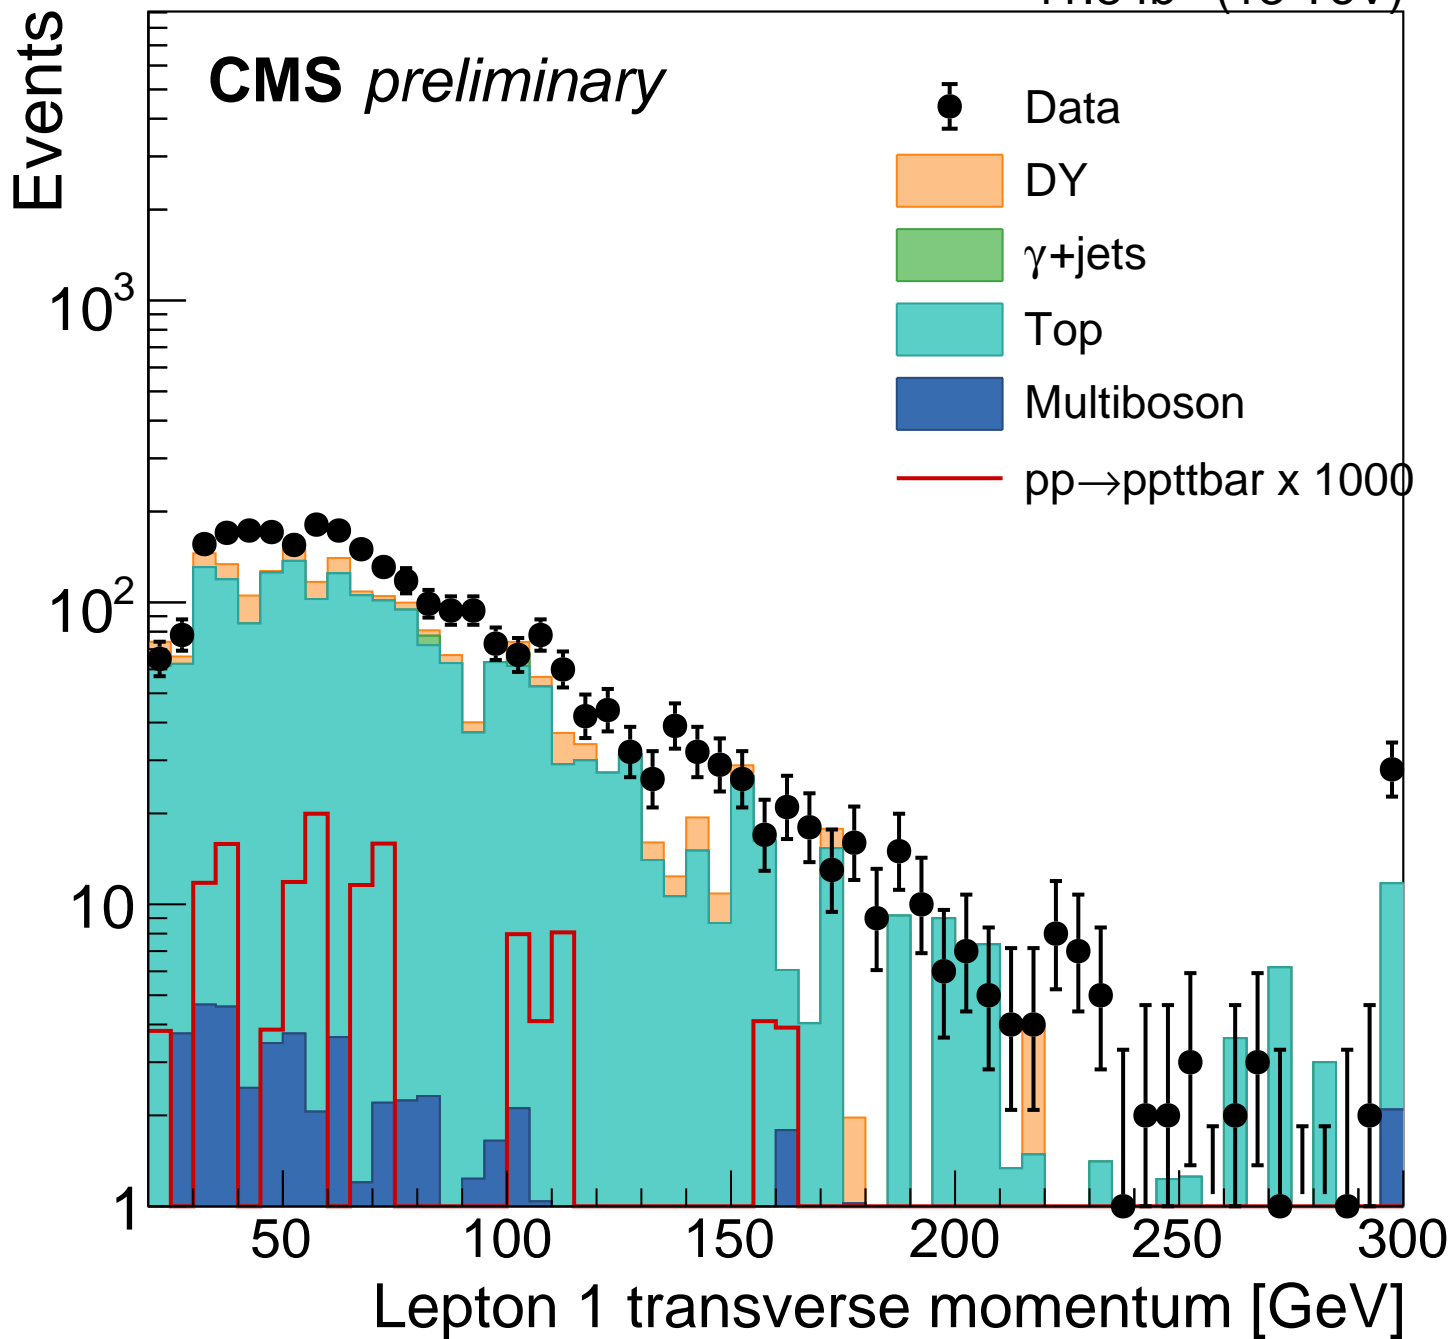 CMS preliminary
Events
Data
DY
γ+jets
Top
Multiboson
pp→ppttbar x 1000
10³
10²
10
1
50 100 150 200 250 300
Lepton 1 transverse momentum [GeV]